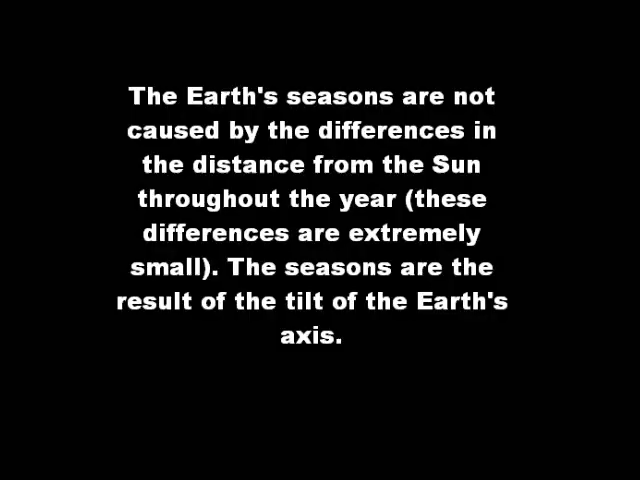 The Earth's seasons are not
caused by the differences in
the distance from the Sun
throughout the year (these
differences are extremely
small). The seasons are the
result of the tilt of the Earth's
axis.